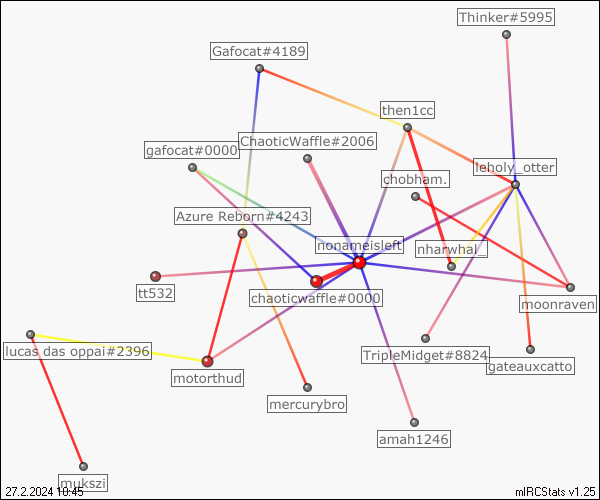 Thinker#5995
Gafocat#4189
then1cc
ChaoticWaffle#2006
gafocat#0000
leholy_otter
chobham.
Azure Reborn#4243
nonameisleft
nharwhal_
tt532
chaoticwaffle#0000
moonraven
lucas das oppai#2396
TripleMidget#8824
gateauxcatto
motorthud
mercurybro
amah1246
mukszi
27.2.2024 10:45
mIRCStats v1.25